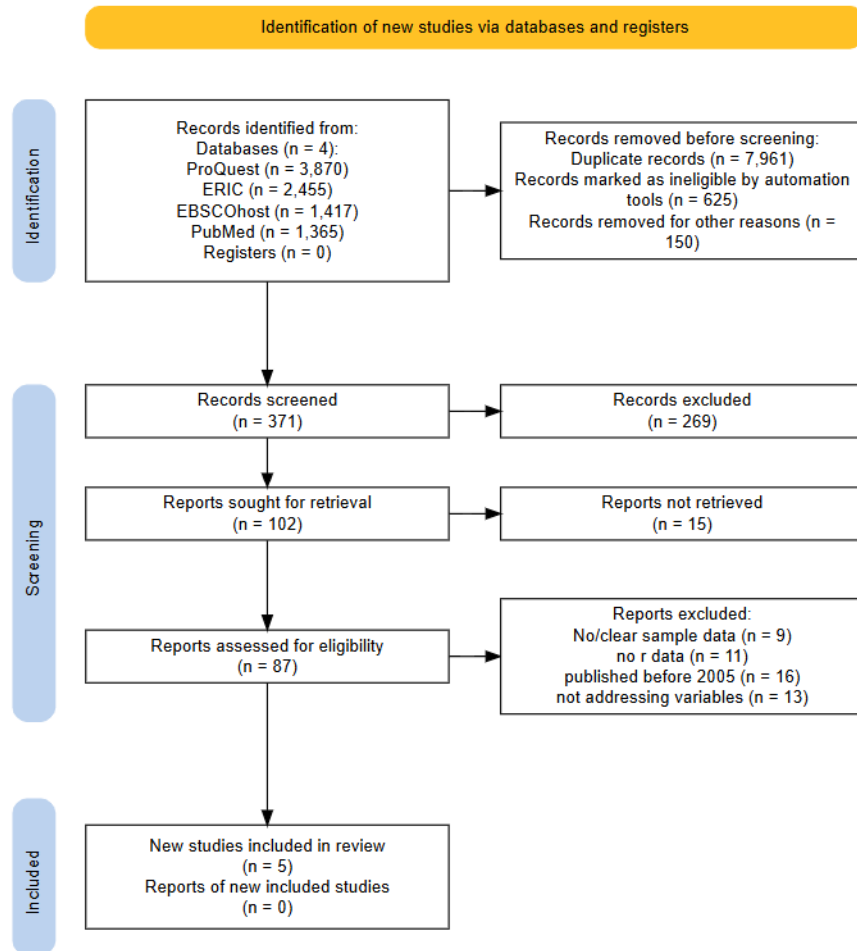 Identification of new studies via databases and registers
Identification
Records identified from:
Databases (n = 4):
ProQuest (n = 3,870)
ERIC (n = 2,455)
EBSCOhost (n = 1,417)
PubMed (n = 1,365)
Registers (n = 0)
Records removed before screening:
Duplicate records (n = 7,961)
Records marked as ineligible by automation
tools (n = 625)
Records removed for other reasons (n =
150)
Screening
Records screened
(n = 371)
Records excluded
(n = 269)
Reports sought for retrieval
(n = 102)
Reports not retrieved
(n = 15)
Reports assessed for eligibility
(n = 87)
Reports excluded:
No/clear sample data (n = 9)
no r data (n = 11)
published before 2005 (n = 16)
not addressing variables (n = 13)
Included
New studies included in review
(n = 5)
Reports of new included studies
(n = 0)